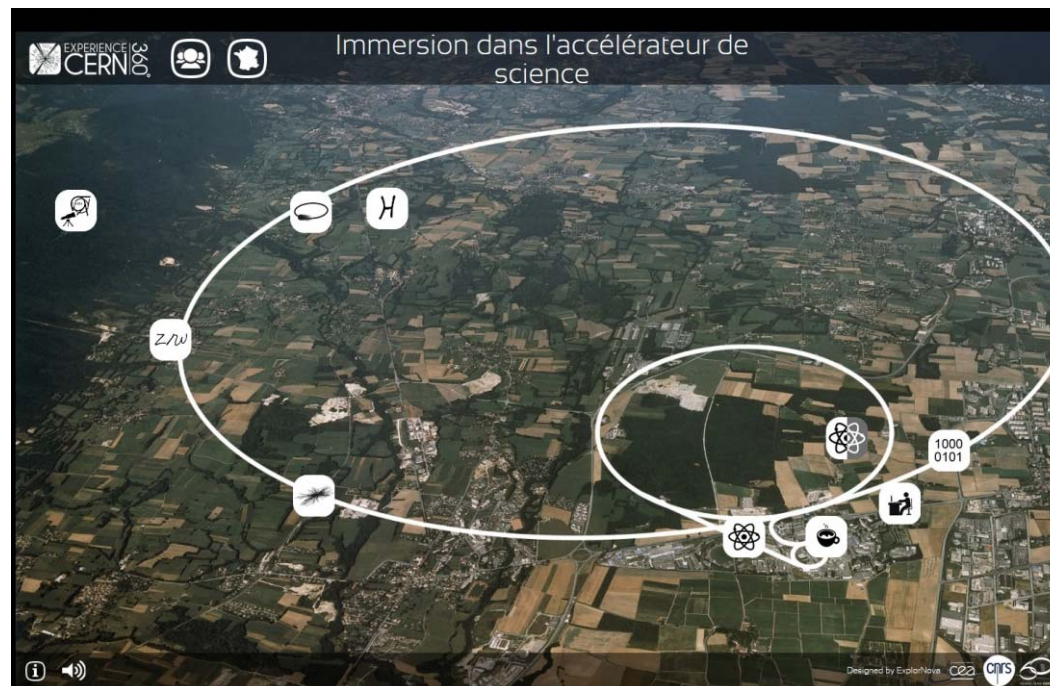 EXPERIENCE
CERN
360°
Immersion dans l'accélérateur de
science
H
Z/W
1000
0101
i
Designed by ExplorNova
cea
cnrs